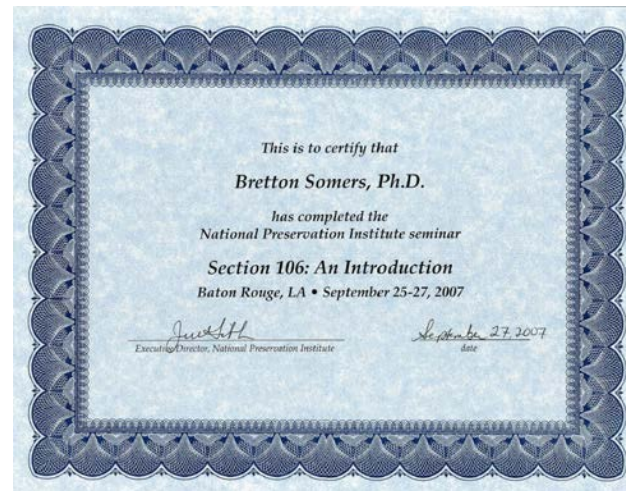 This is to certify that
Bretton Somers, Ph.D.
has completed the
National Preservation Institute seminar
Section 106: An Introduction
Baton Rouge, LA • September 25-27, 2007
September 27, 2007
Executive Director, National Preservation Institute
date